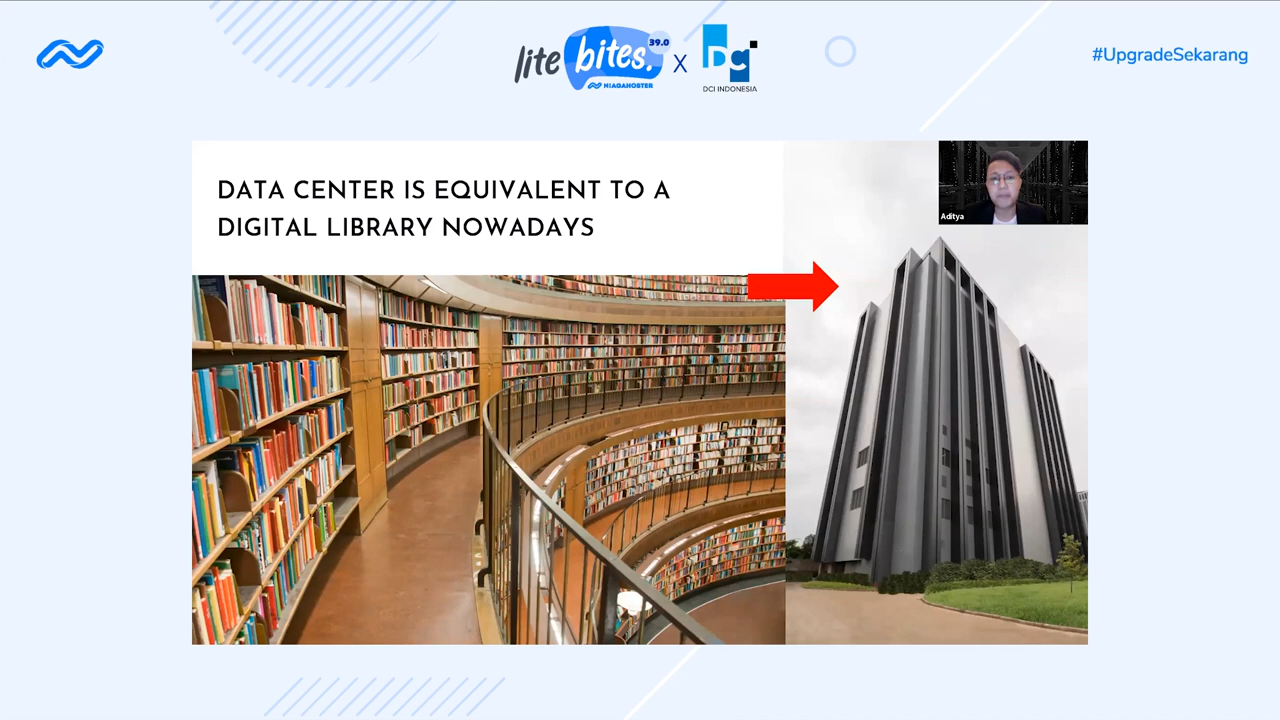 lite bites. 39.0
NIAGAHOSTER
X
DCI INDONESIA
#UpgradeSekarang
DATA CENTER IS EQUIVALENT TO A
DIGITAL LIBRARY NOWADAYS
Aditya